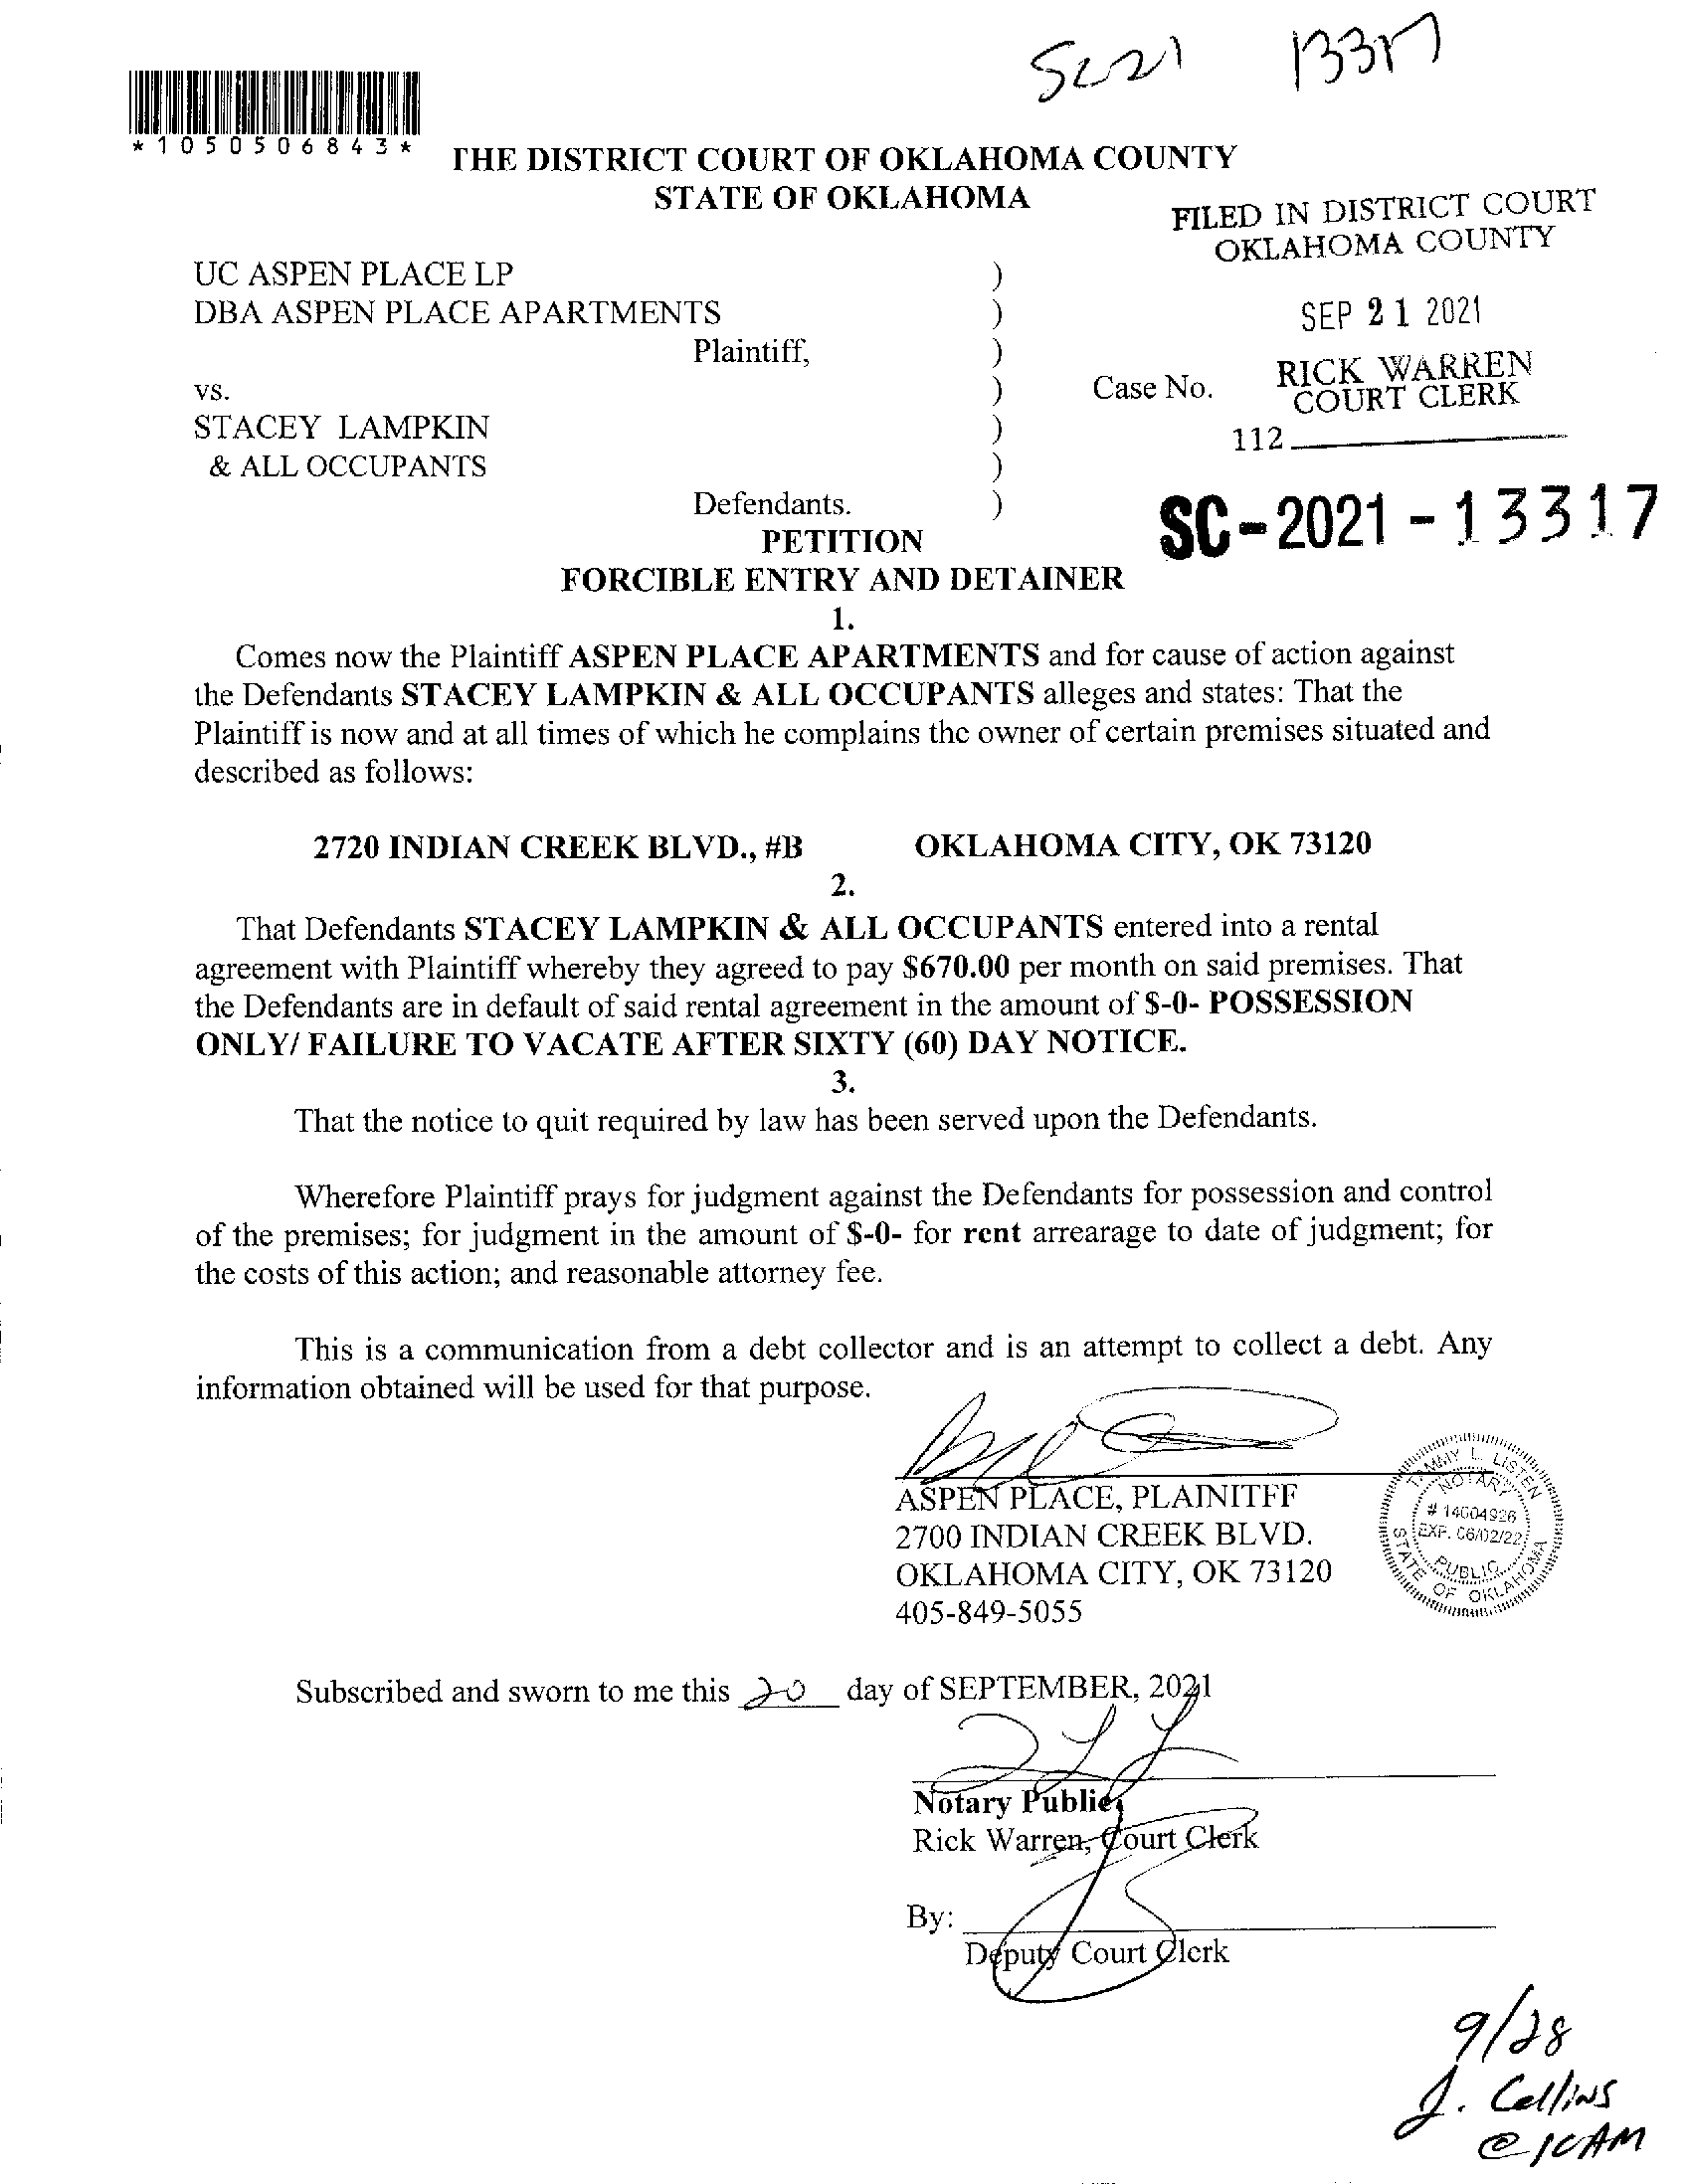 SC21 13317
*1050506843*
THE DISTRICT COURT OF OKLAHOMA COUNTY
STATE OF OKLAHOMA
FILED IN DISTRICT COURT
OKLAHOMA COUNTY
UC ASPEN PLACE LP )
DBA ASPEN PLACE APARTMENTS )
SEP 21 2021
Plaintiff, )
RICK WARREN
vs. ) Case No.
COURT CLERK
STACEY LAMPKIN )
112
& ALL OCCUPANTS )
Defendants. )
SC-2021-13317
PETITION
FORCIBLE ENTRY AND DETAINER
1.
Comes now the Plaintiff ASPEN PLACE APARTMENTS and for cause of action against
the Defendants STACEY LAMPKIN & ALL OCCUPANTS alleges and states: That the
Plaintiff is now and at all times of which he complains the owner of certain premises situated and
described as follows:
2720 INDIAN CREEK BLVD., #B OKLAHOMA CITY, OK 73120
2.
That Defendants STACEY LAMPKIN & ALL OCCUPANTS entered into a rental
agreement with Plaintiff whereby they agreed to pay $670.00 per month on said premises. That
the Defendants are in default of said rental agreement in the amount of $-0- POSSESSION
ONLY/ FAILURE TO VACATE AFTER SIXTY (60) DAY NOTICE.
3.
That the notice to quit required by law has been served upon the Defendants.
Wherefore Plaintiff prays for judgment against the Defendants for possession and control
of the premises; for judgment in the amount of $-0- for rent arrearage to date of judgment; for
the costs of this action; and reasonable attorney fee.
This is a communication from a debt collector and is an attempt to collect a debt. Any
information obtained will be used for that purpose.
ASPEN PLACE, PLAINITFF
2700 INDIAN CREEK BLVD.
OKLAHOMA CITY, OK 73120
405-849-5055
TAMMY L. LISTEN
NOTARY
# 14004926
EXP. 06/02/22
PUBLIC
STATE OF OKLAHOMA
Subscribed and sworn to me this 20 day of SEPTEMBER, 2021
Notary Public,
Rick Warren, Court Clerk
By:
Deputy Court Clerk
9/28
J. Collins
@ 10AM